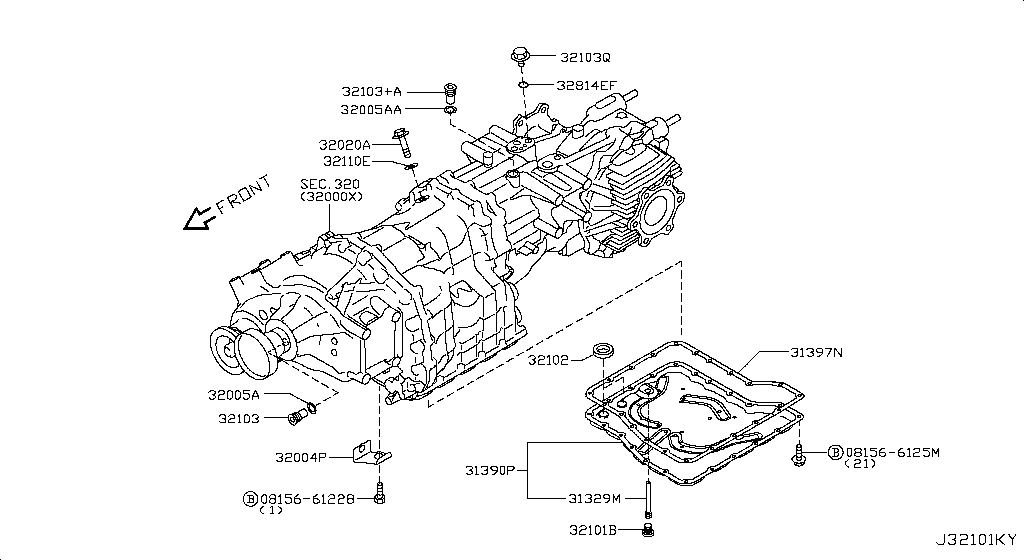 32103Q
32814EF
32103+A
32005AA
32020A
32110E
SEC.320
(32000X)
FRONT
31397N
32102
32005A
32103
32004P
B 08156-6125M
(21)
31390P
B 08156-61228
(1)
31329M
32101B
J32101KY